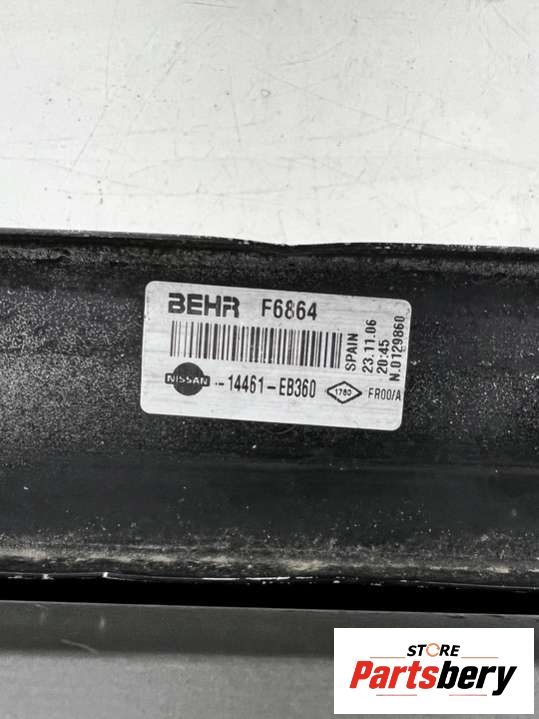 BEHR F6864
NISSAN -14461-EB360 1780 FR00/A
SPAIN
23.11.06
20:45
N.0129860
STORE
Partsbery